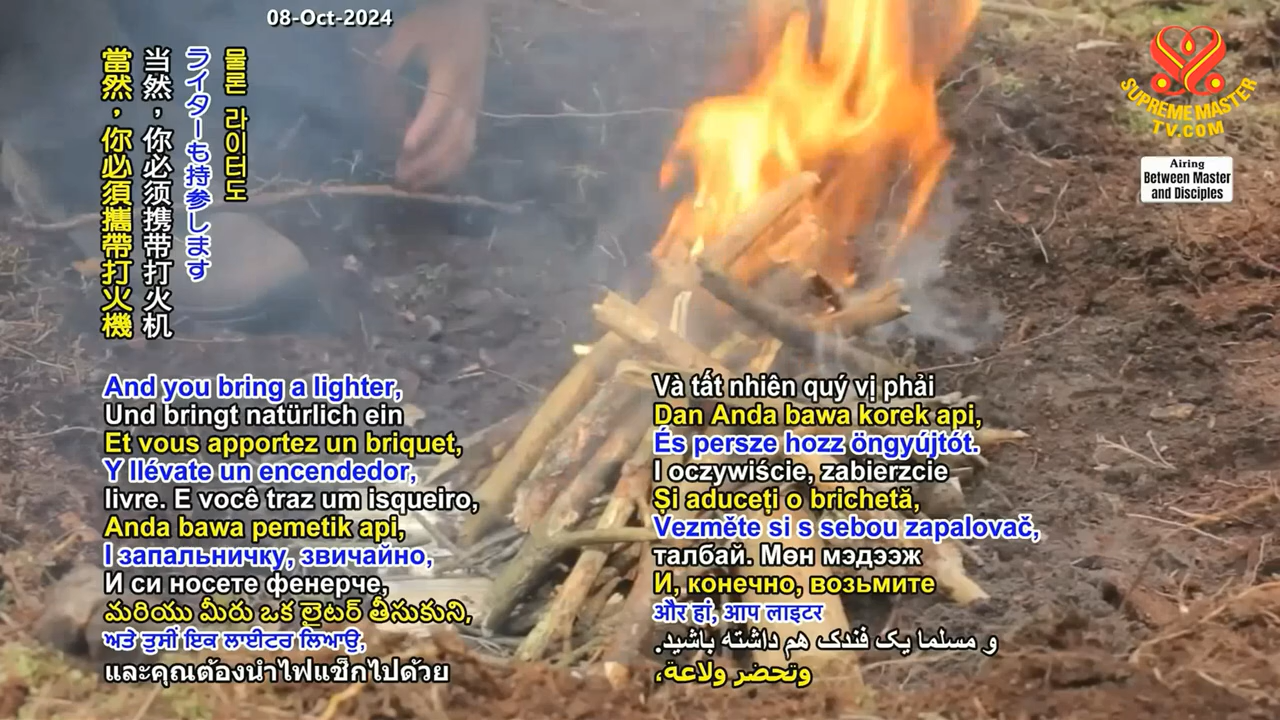 08-Oct-2024
물론 라이터도
ライターも持参します
当然，你必须携带打火机
當然，你必須攜帶打火機
SUPREME MASTER
TV.COM
Airing
Between Master
and Disciples
And you bring a lighter,
Und bringt natürlich ein
Et vous apportez un briquet,
Y llévate un encendedor,
livre. E você traz um isqueiro,
Anda bawa pemetik api,
І запальничку, звичайно,
И си носете фенерче,
మరియు మీరు ఒక లైటర్ తీసుకుని,
ਅਤੇ ਤੁਸੀਂ ਇਕ ਲਾਈਟਰ ਲਿਆਉ,
และคุณต้องนำไฟแช็กไปด้วย
Và tất nhiên quý vị phải
Dan Anda bawa korek api,
És persze hozz öngyújtót.
I oczywiście, zabierzcie
Și aduceți o brichetă,
Vezměte si s sebou zapalovač,
талбай. Мөн мэдээж
И, конечно, возьмите
और हां, आप लाइटर
و مسلما یک فندک هم داشته باشید.
وتحضر ولاعة،